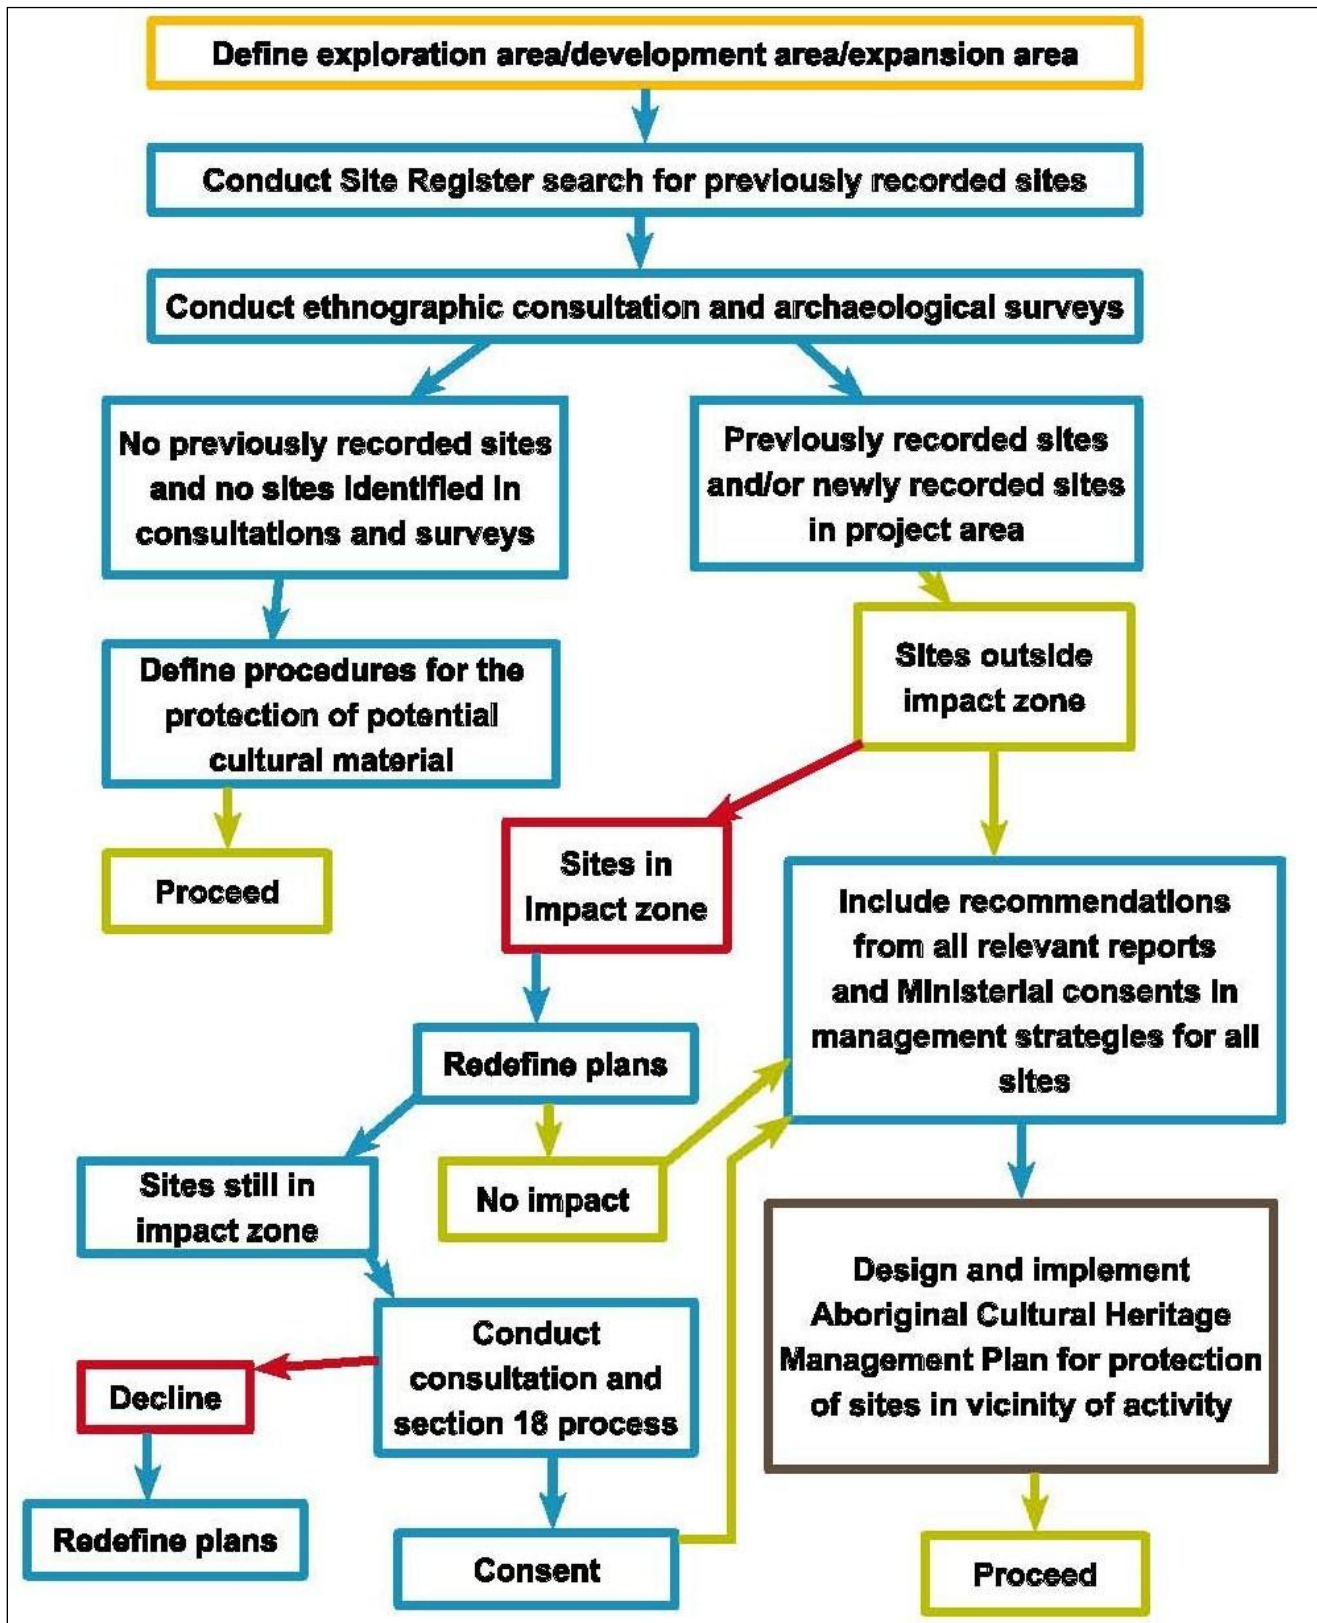 Define exploration area/development area/expansion area
Conduct Site Register search for previously recorded sites
Conduct ethnographic consultation and archaeological surveys
No previously recorded sites
and no sites identified in
consultations and surveys
Previously recorded sites
and/or newly recorded sites
in project area
Define procedures for the
protection of potential
cultural material
Sites outside
impact zone
Proceed
Sites in
impact zone
Include recommendations
from all relevant reports
and Ministerial consents in
management strategies for all
sites
Redefine plans
Sites still in
impact zone
No impact
Design and implement
Aboriginal Cultural Heritage
Management Plan for protection
of sites in vicinity of activity
Conduct
consultation and
section 18 process
Decline
Redefine plans
Consent
Proceed